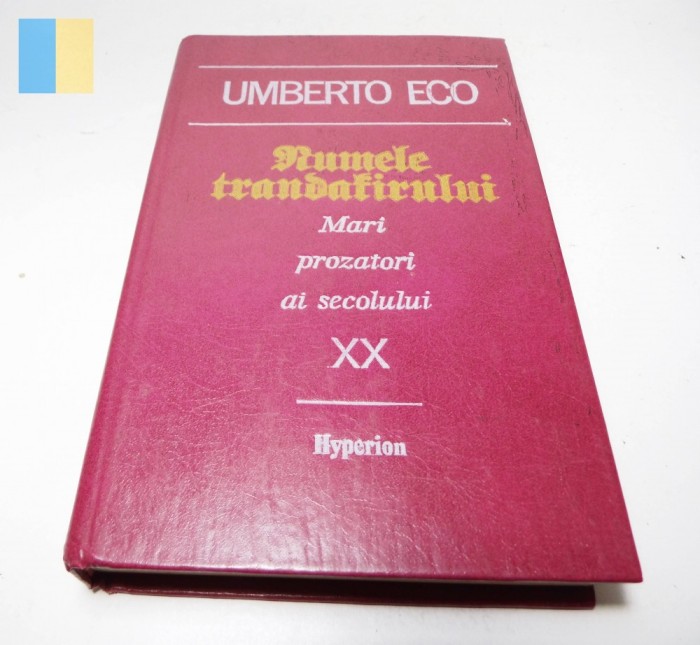 UMBERTO ECO
Numele
trandafirului
Mari
prozatori
ai secolului
XX
Hyperion